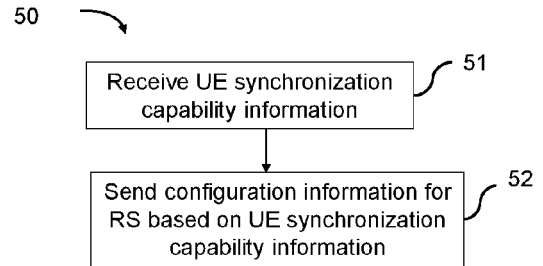 50
51
Receive UE synchronization
capability information
52
Send configuration information for
RS based on UE synchronization
capability information